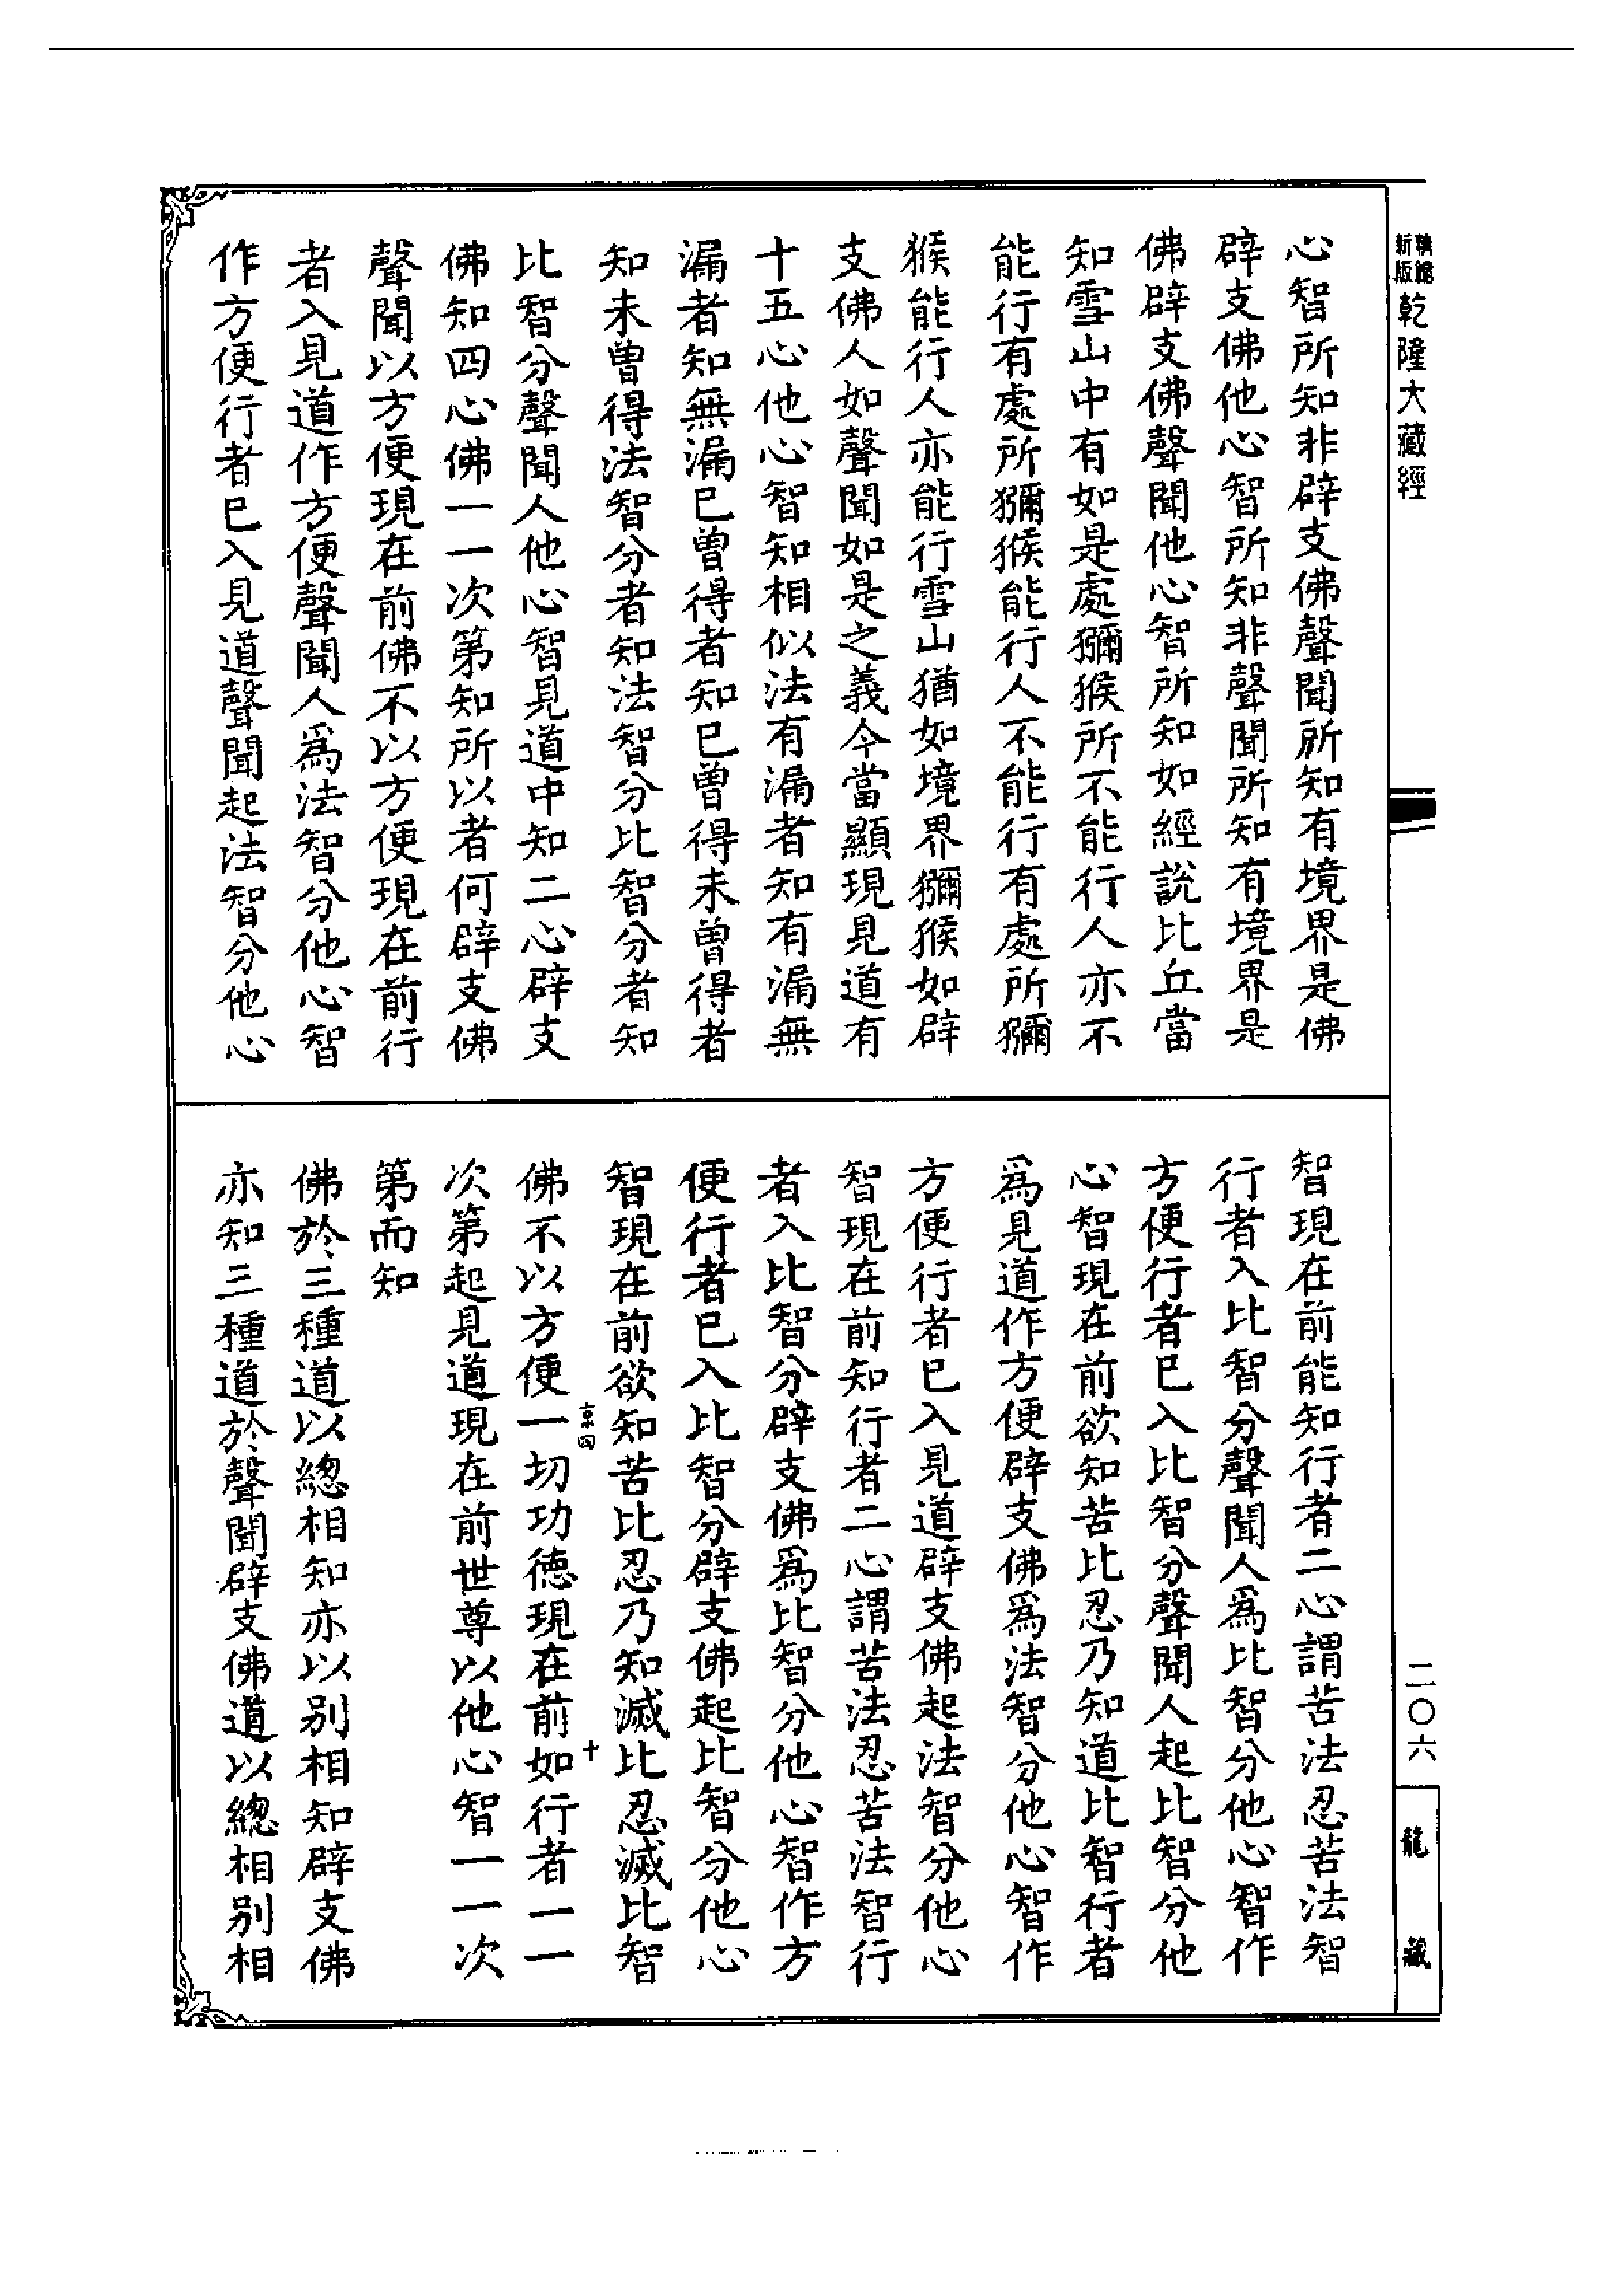 新編縮版乾隆大藏經
心智所知非辟支佛聲聞所知有境界是佛
辟支佛他心智所知非聲聞所知有境界是
佛辟支佛聲聞他心智所知如經說比丘當
知雪山中有如是處獼猴所不能行人亦不
能行有處所獼猴能行人不能行有處所獼
猴能行人亦能行雪山猶如境界獼猴如辟
支佛人如聲聞如是之義今當顯現見道有
十五心他心智知相似法有漏者知有漏無
漏者知無漏已曾得者知已曾得未曾得者
知未曾得法智分者知法智分比智分者知
比智分聲聞人他心智見道中知二心辟支
佛知四心佛一一次第知所以者何辟支佛
聲聞以方便現在前佛不以方便現在前行
者入見道作方便聲聞人為法智分他心智
作方便行者已入見道聲聞起法智分他心
智現在前能知行者二心謂苦法忍苦法智
行者入比智分聲聞人為比智分他心智作
方便行者已入比智分聲聞人起比智分他
心智現在前欲知苦比忍乃知道比智行者
為見道作方便辟支佛為法智分他心智作
方便行者已入見道辟支佛起法智分他心
智現在前知行者二心謂苦法忍苦法智行
者入比智分辟支佛為比智分他心智作方
便行者已入比智分辟支佛起比智分他心
智現在前欲知苦比忍乃知滅比忍滅比智
佛不以方便一切功德現在前如行者一一
次第起見道現在前世尊以他心智一一次
第而知
佛於三種道以總相知亦以別相知辟支佛
亦知三種道於聲聞辟支佛道以總相別相
二〇六
龍藏